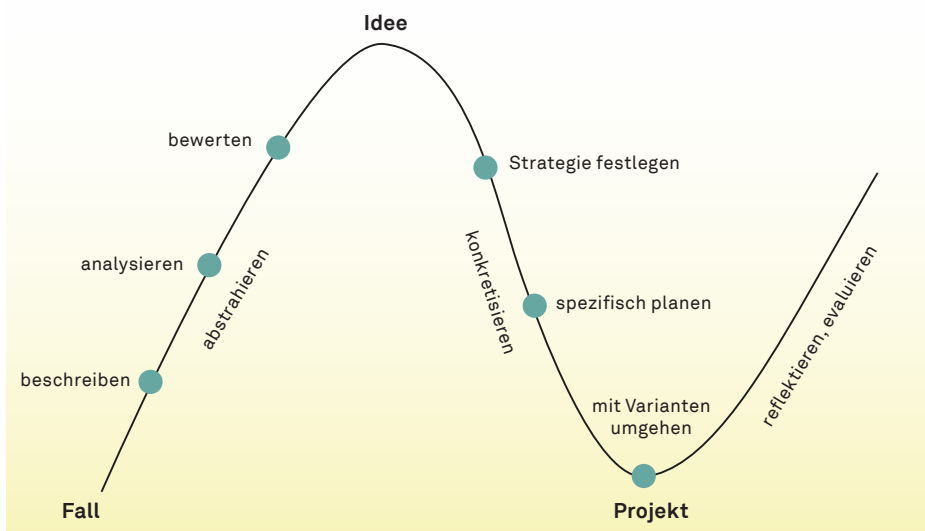 Idee
bewerten
Strategie festlegen
analysieren
abstrahieren
konkretisieren
spezifisch planen
reflektieren, evaluieren
beschreiben
mit Varianten
umgehen
Fall
Projekt